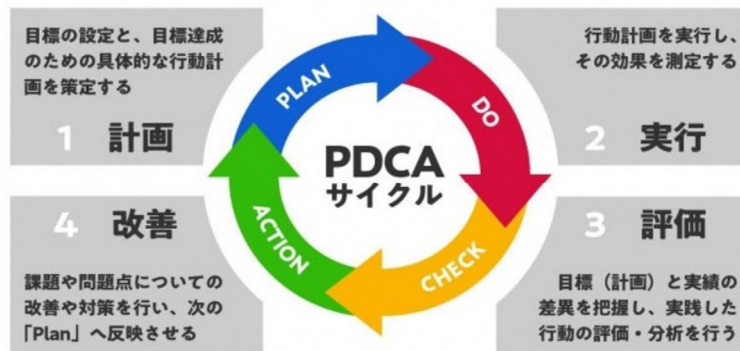 目標の設定と、目標達成
のための具体的な行動計
画を策定する
1 計画
行動計画を実行し、
その効果を測定する
2 実行
PLAN
DO
PDCA
サイクル
CHECK
ACTION
4 改善
課題や問題点についての
改善や対策を行い、次の
「Plan」へ反映させる
3 評価
目標（計画）と実績の
差異を把握し、実践した
行動の評価・分析を行う